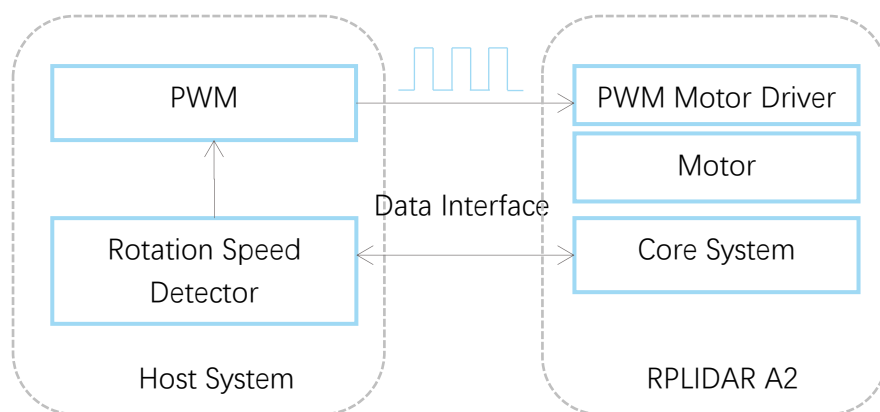 PWM
PWM Motor Driver
Motor
Data Interface
Rotation Speed
Detector
Core System
Host System
RPLIDAR A2